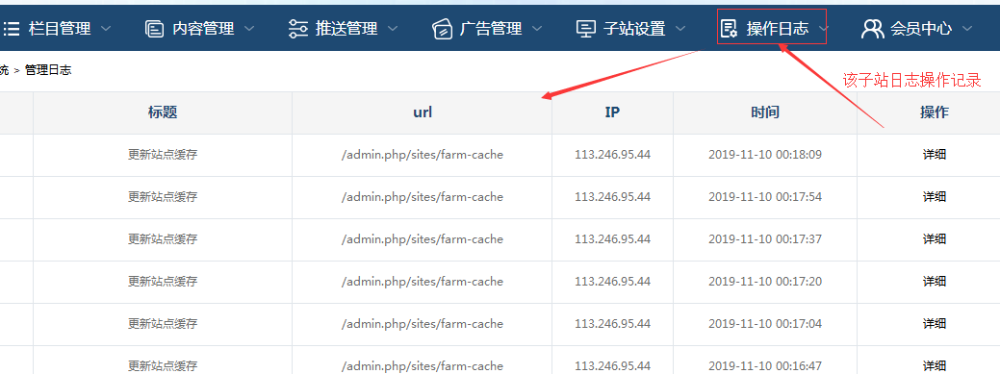 栏目管理 内容管理 推送管理 广告管理 子站设置 操作日志 会员中心
统 > 管理日志
该子站日志操作记录
标题 url IP 时间 操作
更新站点缓存 /admin.php/sites/farm-cache 113.246.95.44 2019-11-10 00:18:09 详细
更新站点缓存 /admin.php/sites/farm-cache 113.246.95.44 2019-11-10 00:17:54 详细
更新站点缓存 /admin.php/sites/farm-cache 113.246.95.44 2019-11-10 00:17:37 详细
更新站点缓存 /admin.php/sites/farm-cache 113.246.95.44 2019-11-10 00:17:20 详细
更新站点缓存 /admin.php/sites/farm-cache 113.246.95.44 2019-11-10 00:17:04 详细
更新站点缓存 /admin.php/sites/farm-cache 113.246.95.44 2019-11-10 00:16:47 详细